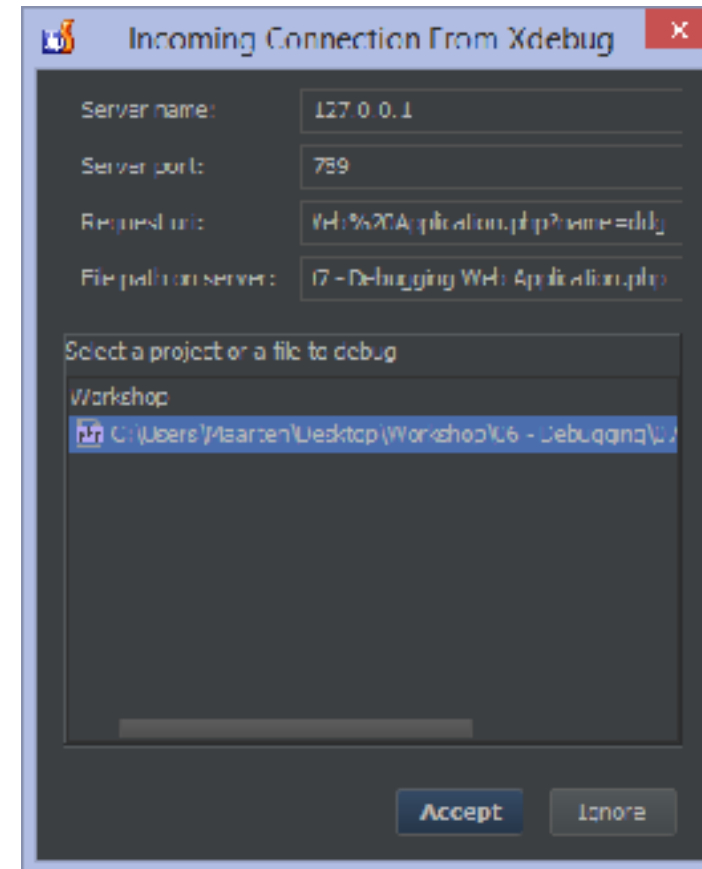 Incoming Connection From Xdebug
Server name: 127.0.0.1
Server port: 789
Request uri: Web%20Application.php?name=ddg
File path on server: 07 - Debugging Web Application.php
Select a project or a file to debug
Workshop
C:\Users\Maarten\Desktop\Workshop\06 - Debugging\07
Accept Ignore